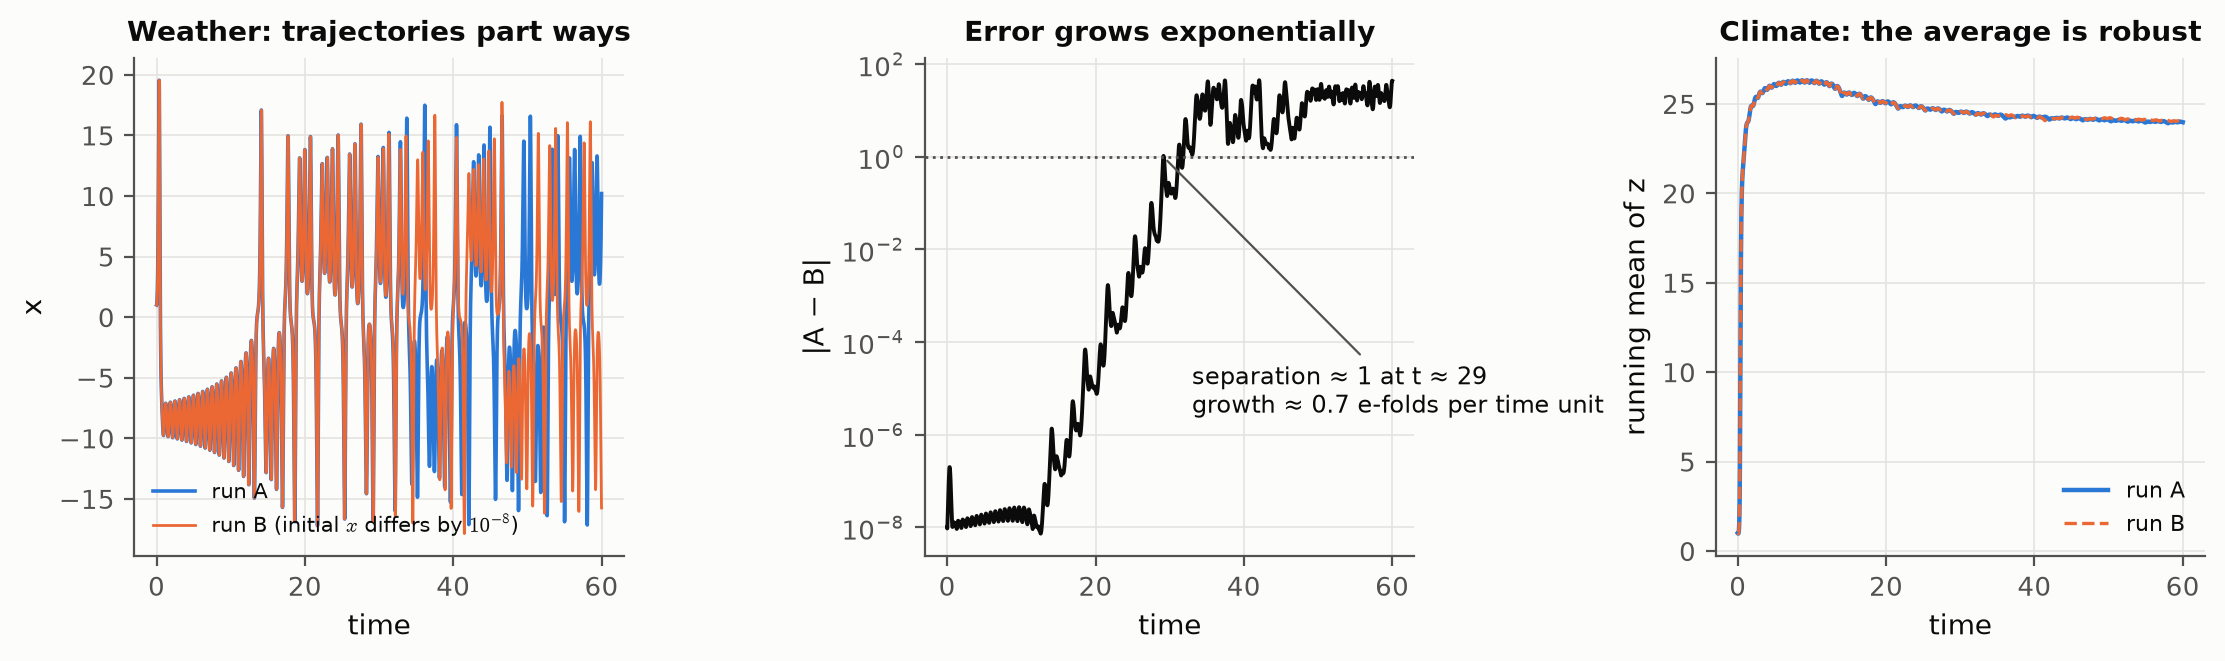 Weather: trajectories part ways
20
15
10
5
0
−5
−10
−15
x
run A
run B (initial x differs by 10⁻⁸)
0 20 40 60
time
Error grows exponentially
10²
10⁰
10⁻²
10⁻⁴
10⁻⁶
10⁻⁸
|A − B|
separation ≈ 1 at t ≈ 29
growth ≈ 0.7 e-folds per time unit
0 20 40 60
time
Climate: the average is robust
25
20
15
10
5
0
running mean of z
run A
run B
0 20 40 60
time